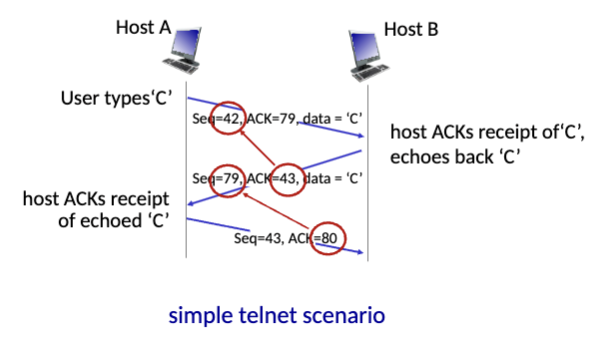 Host A
Host B
User types‘C’
Seq=42, ACK=79, data = ‘C’
host ACKs receipt of‘C’,
echoes back ‘C’
Seq=79, ACK=43, data = ‘C’
host ACKs receipt
of echoed ‘C’
Seq=43, ACK=80
simple telnet scenario